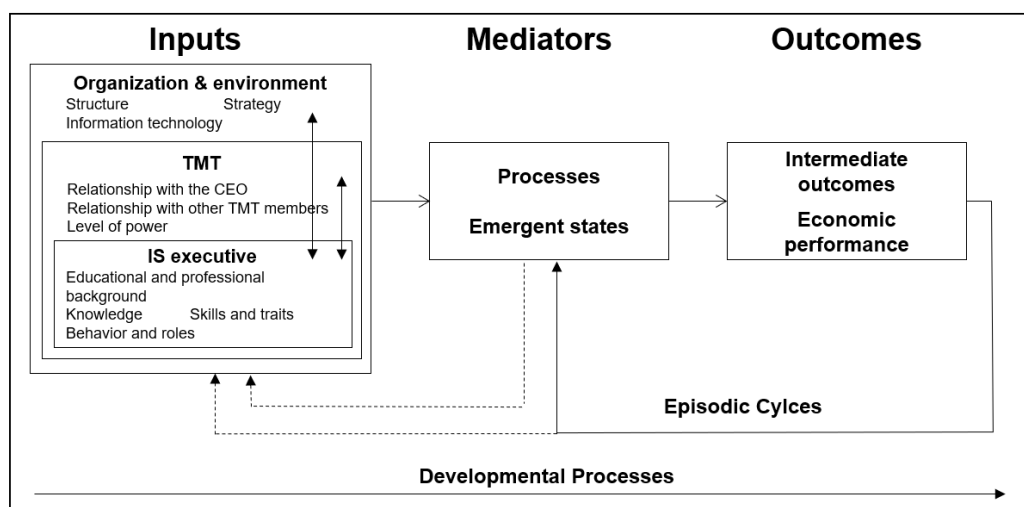 Inputs
Mediators
Outcomes
Organization & environment
Structure Strategy
Information technology
TMT
Relationship with the CEO
Relationship with other TMT members
Level of power
IS executive
Educational and professional
background
Knowledge Skills and traits
Behavior and roles
Processes
Emergent states
Intermediate
outcomes
Economic
performance
Episodic Cylces
Developmental Processes